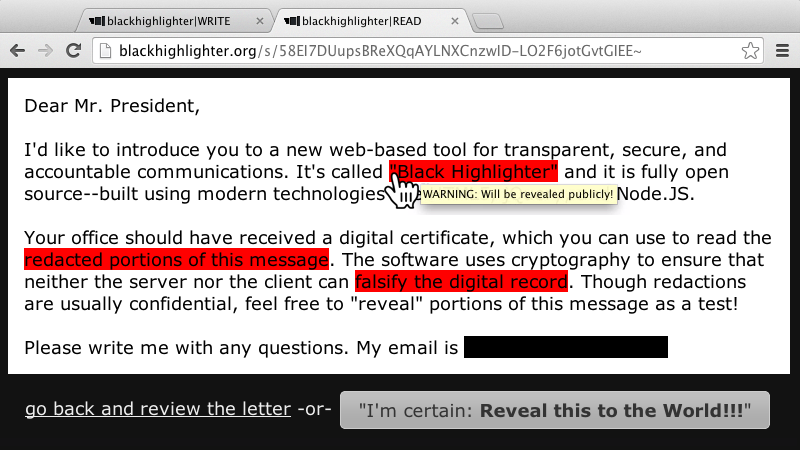 blackhighlighter|WRITE
blackhighlighter|READ
blackhighlighter.org/s/58EI7DUupsBReXQqAYLNXCnzwID-LO2F6jotGvtGIEE~
Dear Mr. President,
I'd like to introduce you to a new web-based tool for transparent, secure, and
accountable communications. It's called "Black Highlighter" and it is fully open
source--built using modern technologies Node.JS.
WARNING: Will be revealed publicly!
Your office should have received a digital certificate, which you can use to read the
redacted portions of this message. The software uses cryptography to ensure that
neither the server nor the client can falsify the digital record. Though redactions
are usually confidential, feel free to "reveal" portions of this message as a test!
Please write me with any questions. My email is
go back and review the letter -or- "I'm certain: Reveal this to the World!!!"